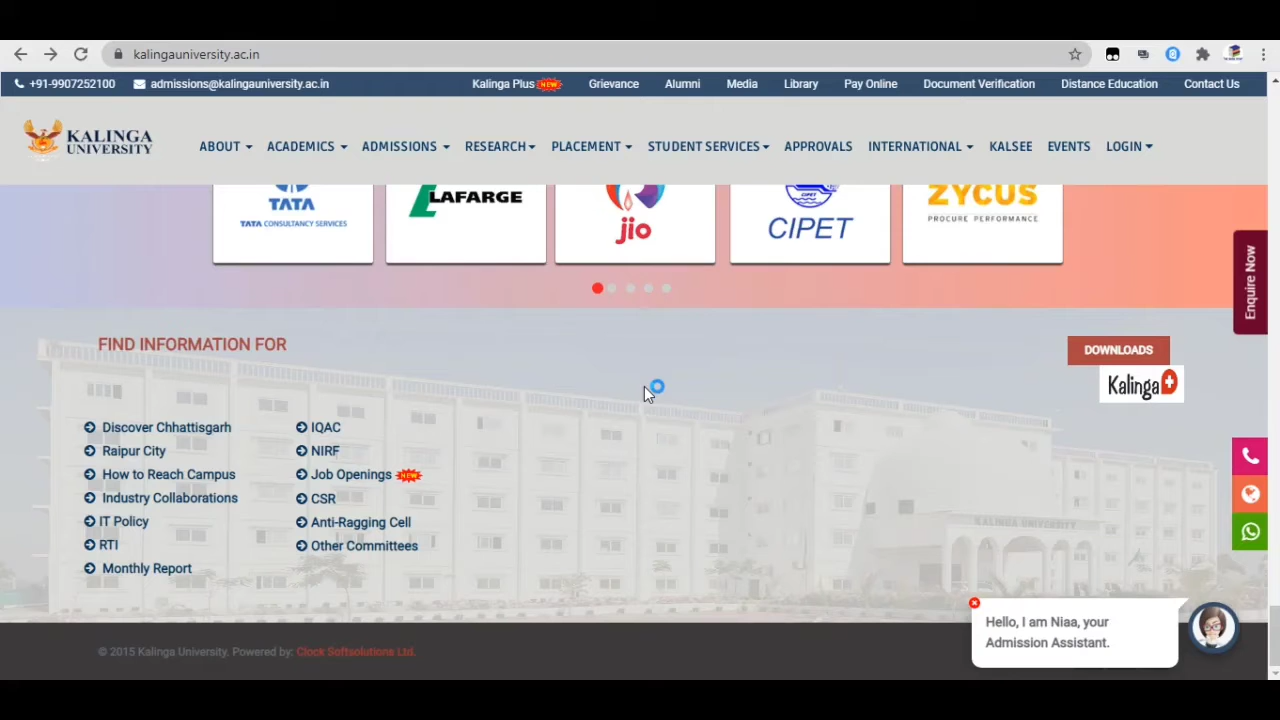 kalingauniversity.ac.in
+91-9907252100 admissions@kalingauniversity.ac.in Kalinga Plus NEW Grievance Alumni Media Library Pay Online Document Verification Distance Education Contact Us
KALINGA
UNIVERSITY
ABOUT ACADEMICS ADMISSIONS RESEARCH PLACEMENT STUDENT SERVICES APPROVALS INTERNATIONAL KALSEE EVENTS LOGIN
TATA
TATA CONSULTANCY SERVICES
LAFARGE
Jio
CIPET
CIPET
ZYCUS
PROCURE PERFORMANCE
Enquire Now
FIND INFORMATION FOR
DOWNLOADS
Kalinga
Discover Chhattisgarh
Raipur City
How to Reach Campus
Industry Collaborations
IT Policy
RTI
Monthly Report
IQAC
NIRF
Job Openings NEW
CSR
Anti-Ragging Cell
Other Committees
KALINGA UNIVERSITY
Hello, I am Niaa, your
Admission Assistant.
© 2015 Kalinga University. Powered by: Clock Softsolutions Ltd.